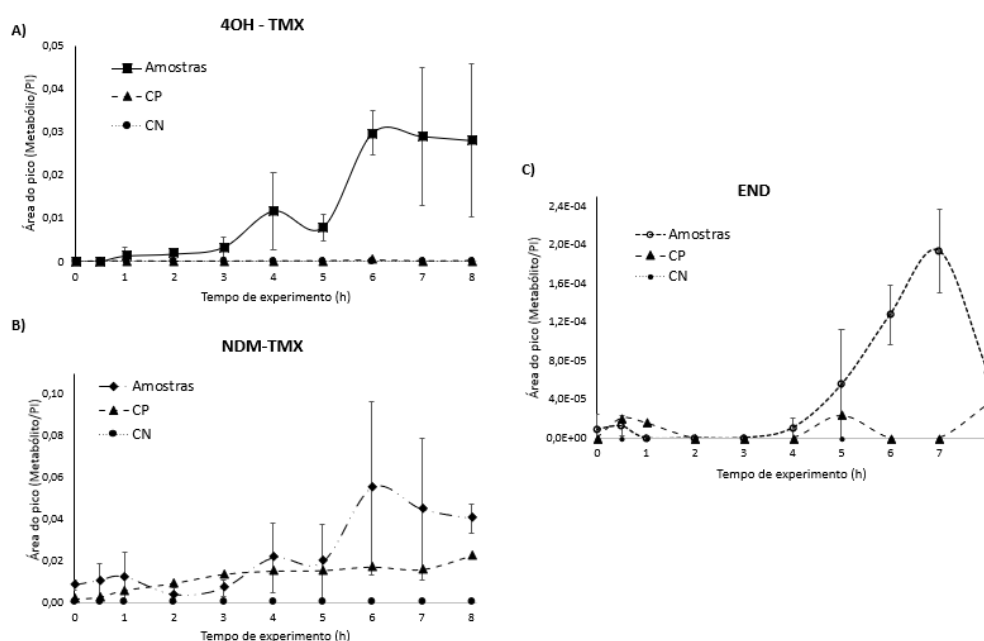 A)
4OH - TMX
Área do pico (Metabólito/PI)
0,05
0,04
0,03
0,02
0,01
0
Amostras
CP
CN
0 1 2 3 4 5 6 7 8
Tempo de experimento (h)
B)
NDM-TMX
Área do pico (Metabólito/PI)
0,10
0,08
0,06
0,04
0,02
0,00
Amostras
CP
CN
0 1 2 3 4 5 6 7 8
Tempo de experimento (h)
C)
END
Área do pico (Metabólito/PI)
2,4E-04
2,0E-04
1,6E-04
1,2E-04
8,0E-05
4,0E-05
0,0E+00
Amostras
CP
CN
0 1 2 3 4 5 6 7
Tempo de experimento (h)